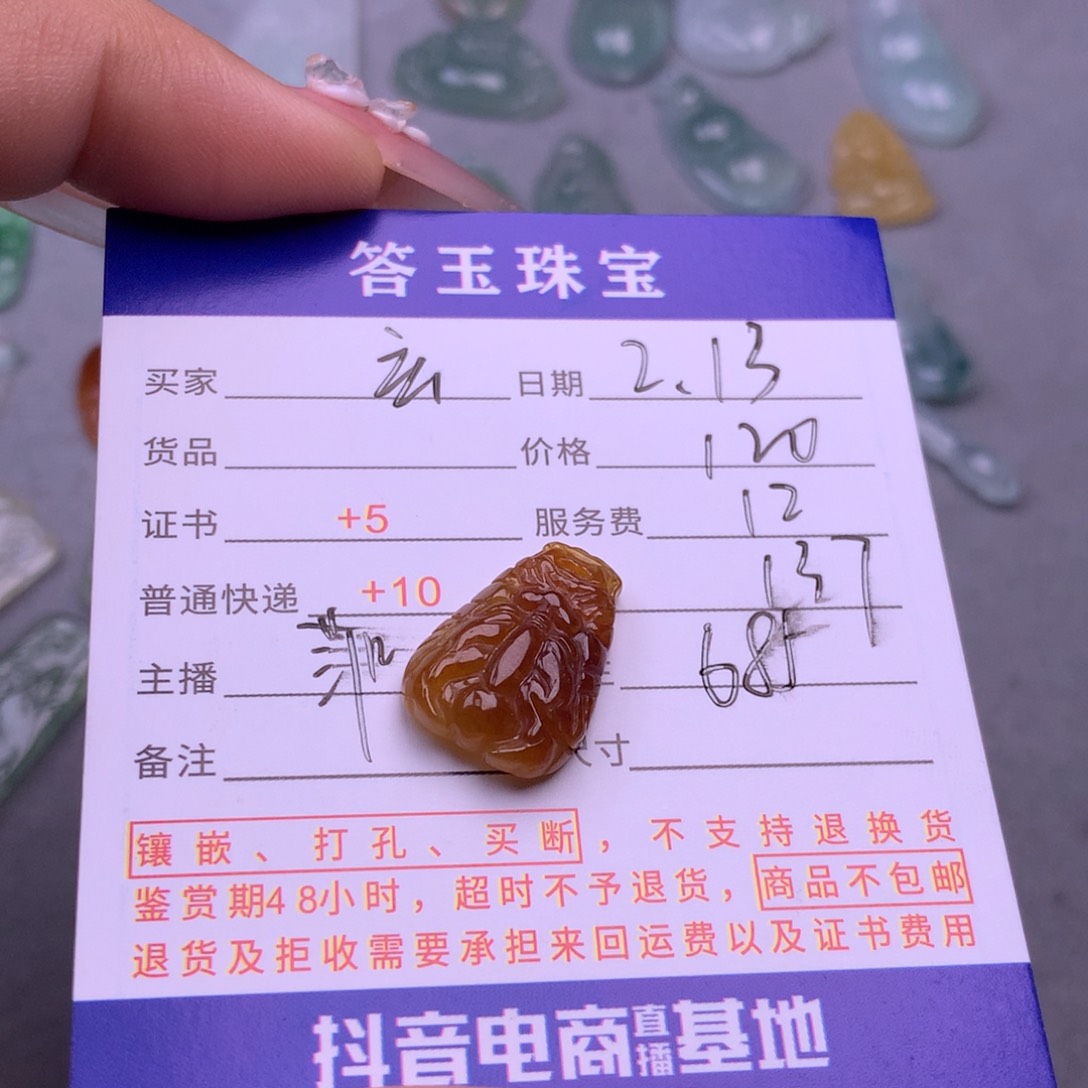 答玉珠宝
买家 日期 2.13
货品 价格 120
证书 +5 服务费 12
普通快递 +10 137
主播 685
备注 尺寸
镶嵌、打孔、买断，不支持退换货
鉴赏期48小时，超时不予退货，商品不包邮
退货及拒收需要承担来回运费以及证书费用
抖音电商直播基地